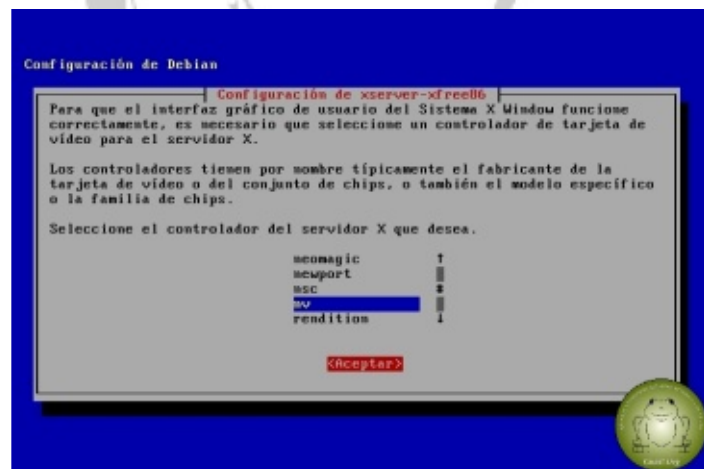 Configuración de Debian
Configuración de xserver-xfree86
Para que el interfaz gráfico de usuario del Sistema X Window funcione
correctamente, es necesario que seleccione un controlador de tarjeta de
vídeo para el servidor X.
Los controladores tienen por nombre típicamente el fabricante de la
tarjeta de vídeo o del conjunto de chips, o también el modelo específico
o la familia de chips.
Seleccione el controlador del servidor X que desea.
neomagic
newport
nsc
nv
rendition
<Aceptar>